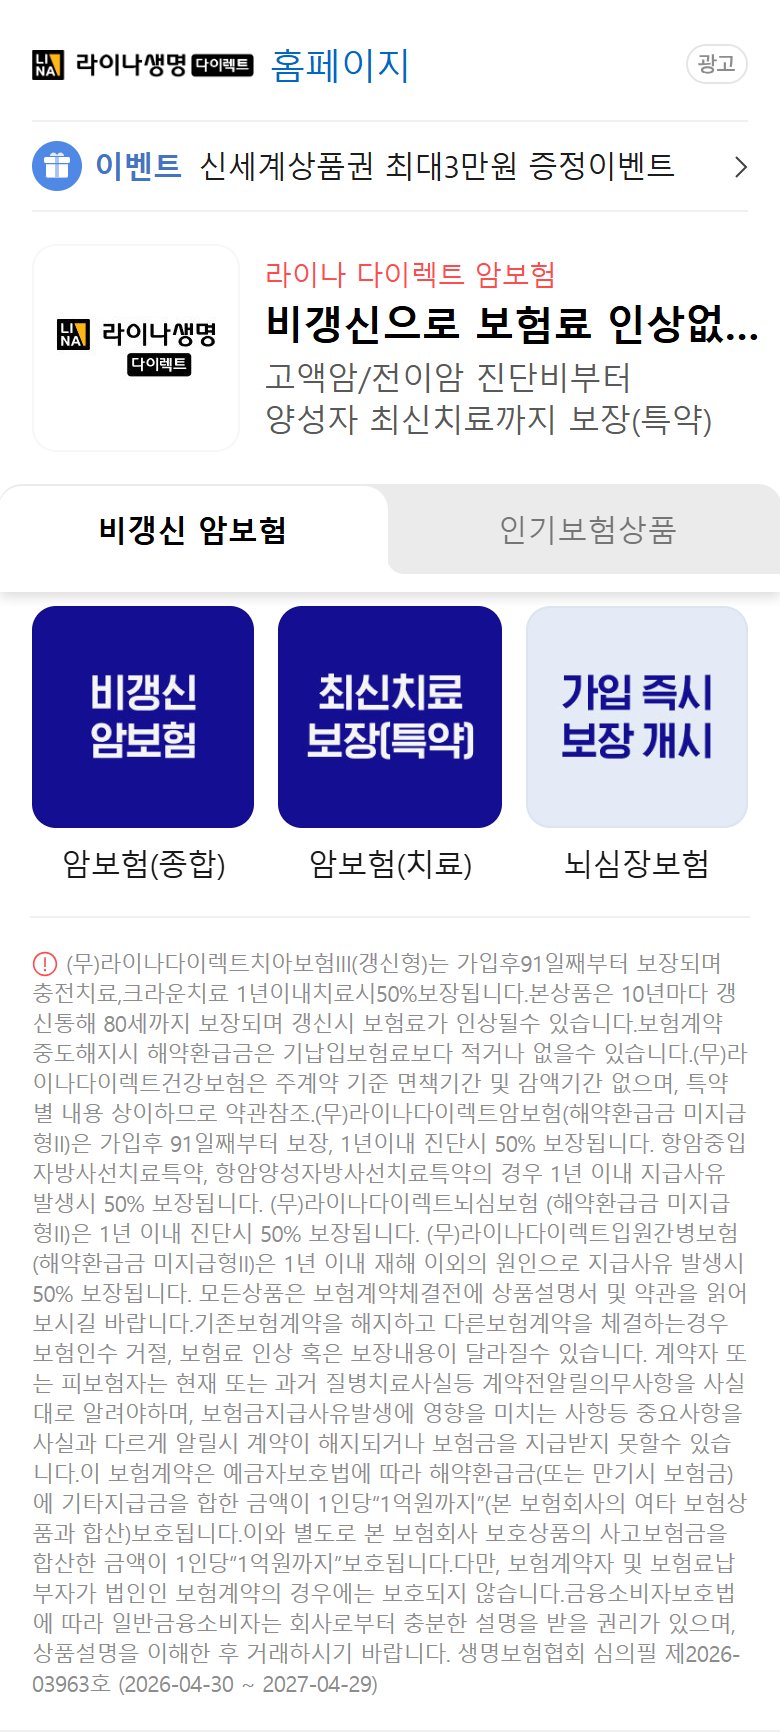 LINA 라이나생명 다이렉트 홈페이지 광고
이벤트 신세계상품권 최대3만원 증정이벤트
LINA 라이나생명
다이렉트
라이나 다이렉트 암보험
비갱신으로 보험료 인상없...
고액암/전이암 진단비부터
양성자 최신치료까지 보장(특약)
비갱신 암보험 인기보험상품
비갱신
암보험
최신치료
보장(특약)
가입 즉시
보장 개시
암보험(종합) 암보험(치료) 뇌심장보험
(무)라이나다이렉트치아보험III(갱신형)는 가입후91일째부터 보장되며
충전치료,크라운치료 1년이내치료시50%보장됩니다.본상품은 10년마다 갱
신통해 80세까지 보장되며 갱신시 보험료가 인상될수 있습니다.보험계약
중도해지시 해약환급금은 기납입보험료보다 적거나 없을수 있습니다.(무)라
이나다이렉트건강보험은 주계약 기준 면책기간 및 감액기간 없으며, 특약
별 내용 상이하므로 약관참조.(무)라이나다이렉트암보험(해약환급금 미지급
형II)은 가입후 91일째부터 보장, 1년이내 진단시 50% 보장됩니다. 항암중입
자방사선치료특약, 항암양성자방사선치료특약의 경우 1년 이내 지급사유
발생시 50% 보장됩니다. (무)라이나다이렉트뇌심보험 (해약환급금 미지급
형II)은 1년 이내 진단시 50% 보장됩니다. (무)라이나다이렉트입원간병보험
(해약환급금 미지급형II)은 1년 이내 재해 이외의 원인으로 지급사유 발생시
50% 보장됩니다. 모든상품은 보험계약체결전에 상품설명서 및 약관을 읽어
보시길 바랍니다.기존보험계약을 해지하고 다른보험계약을 체결하는경우
보험인수 거절, 보험료 인상 혹은 보장내용이 달라질수 있습니다. 계약자 또
는 피보험자는 현재 또는 과거 질병치료사실등 계약전알릴의무사항을 사실
대로 알려야하며, 보험금지급사유발생에 영향을 미치는 사항등 중요사항을
사실과 다르게 알릴시 계약이 해지되거나 보험금을 지급받지 못할수 있습
니다.이 보험계약은 예금자보호법에 따라 해약환급금(또는 만기시 보험금)
에 기타지급금을 합한 금액이 1인당"1억원까지"(본 보험회사의 여타 보험상
품과 합산)보호됩니다.이와 별도로 본 보험회사 보호상품의 사고보험금을
합산한 금액이 1인당"1억원까지"보호됩니다.다만, 보험계약자 및 보험료납
부자가 법인인 보험계약의 경우에는 보호되지 않습니다.금융소비자보호법
에 따라 일반금융소비자는 회사로부터 충분한 설명을 받을 권리가 있으며,
상품설명을 이해한 후 거래하시기 바랍니다. 생명보험협회 심의필 제2026-
03963호 (2026-04-30 ~ 2027-04-29)